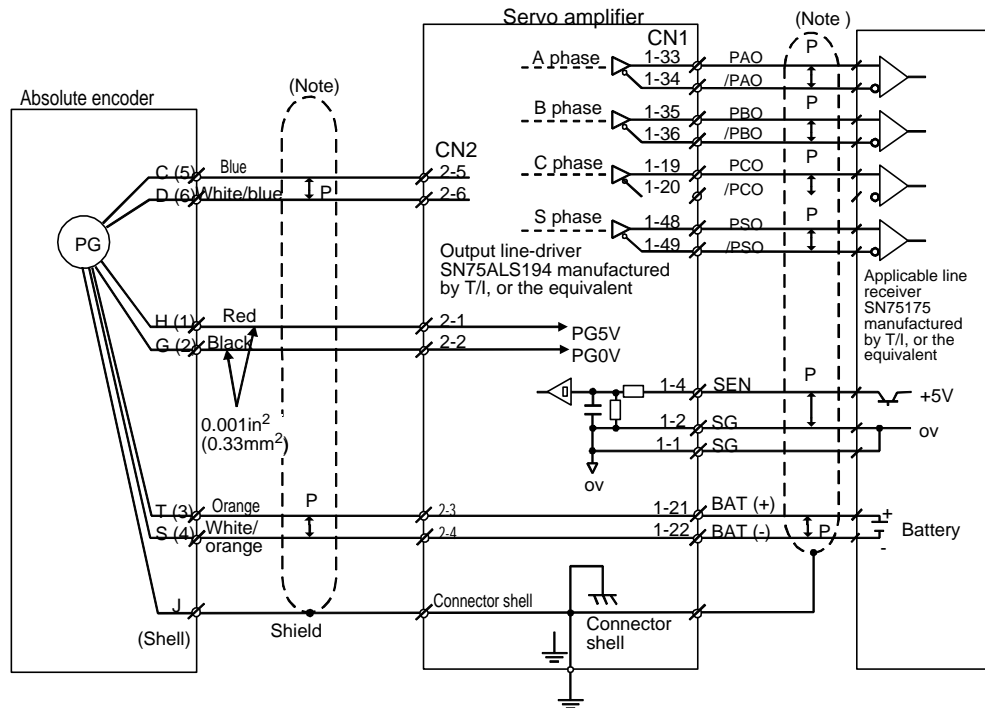 Servo amplifier
(Note )
CN1
P
A phase
1-33
PAO
1-34
/PAO
Absolute encoder
(Note)
B phase
1-35
PBO
P
1-36
/PBO
CN2
C (5)
Blue
2-5
C phase
1-19
PCO
P
D (6)
White/blue
P
2-6
1-20
/PCO
S phase
1-48
PSO
P
1-49
/PSO
PG
Output line-driver
SN75ALS194 manufactured
by T/I, or the equivalent
Applicable line
receiver
SN75175
manufactured
by T/I, or the
equivalent
H (1)
Red
2-1
PG5V
G (2)
Black
2-2
PG0V
0.001in2
(0.33mm2)
1-4
SEN
P
+5V
1-2
SG
ov
1-1
SG
ov
T (3)
Orange
P
2-3
1-21
BAT (+)
+
S (4)
White/
orange
2-4
1-22
BAT (-)
P
Battery
-
J
Connector shell
(Shell)
Shield
Connector
shell